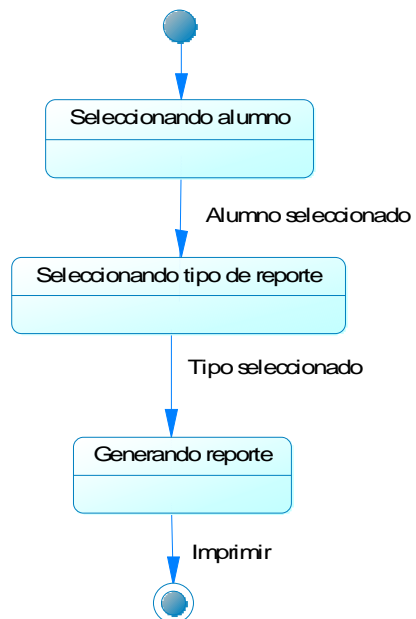 Seleccionando alumno
Alumno seleccionado
Seleccionando tipo de reporte
Tipo seleccionado
Generando reporte
Imprimir